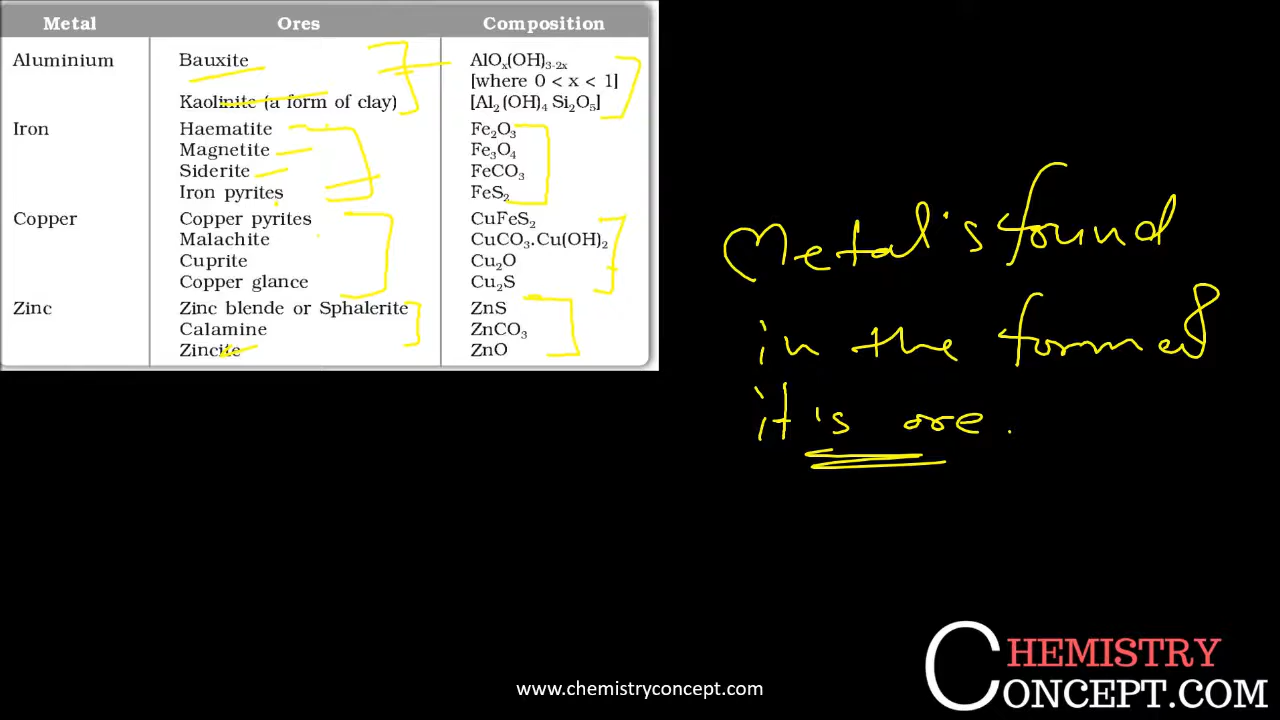 Metal Ores Composition
Aluminium Bauxite AlOₓ(OH)₃₋₂ₓ
[where 0 < x < 1]
Kaolinite (a form of clay) [Al₂(OH)₄ Si₂O₅]
Iron Haematite Fe₂O₃
Magnetite Fe₃O₄
Siderite FeCO₃
Iron pyrites FeS₂
Copper Copper pyrites CuFeS₂
Malachite CuCO₃.Cu(OH)₂
Cuprite Cu₂O
Copper glance Cu₂S
Zinc Zinc blende or Sphalerite ZnS
Calamine ZnCO₃
Zincite ZnO
Metal's found
in the form of
it's ore.
CHEMISTRY
CONCEPT.COM
www.chemistryconcept.com